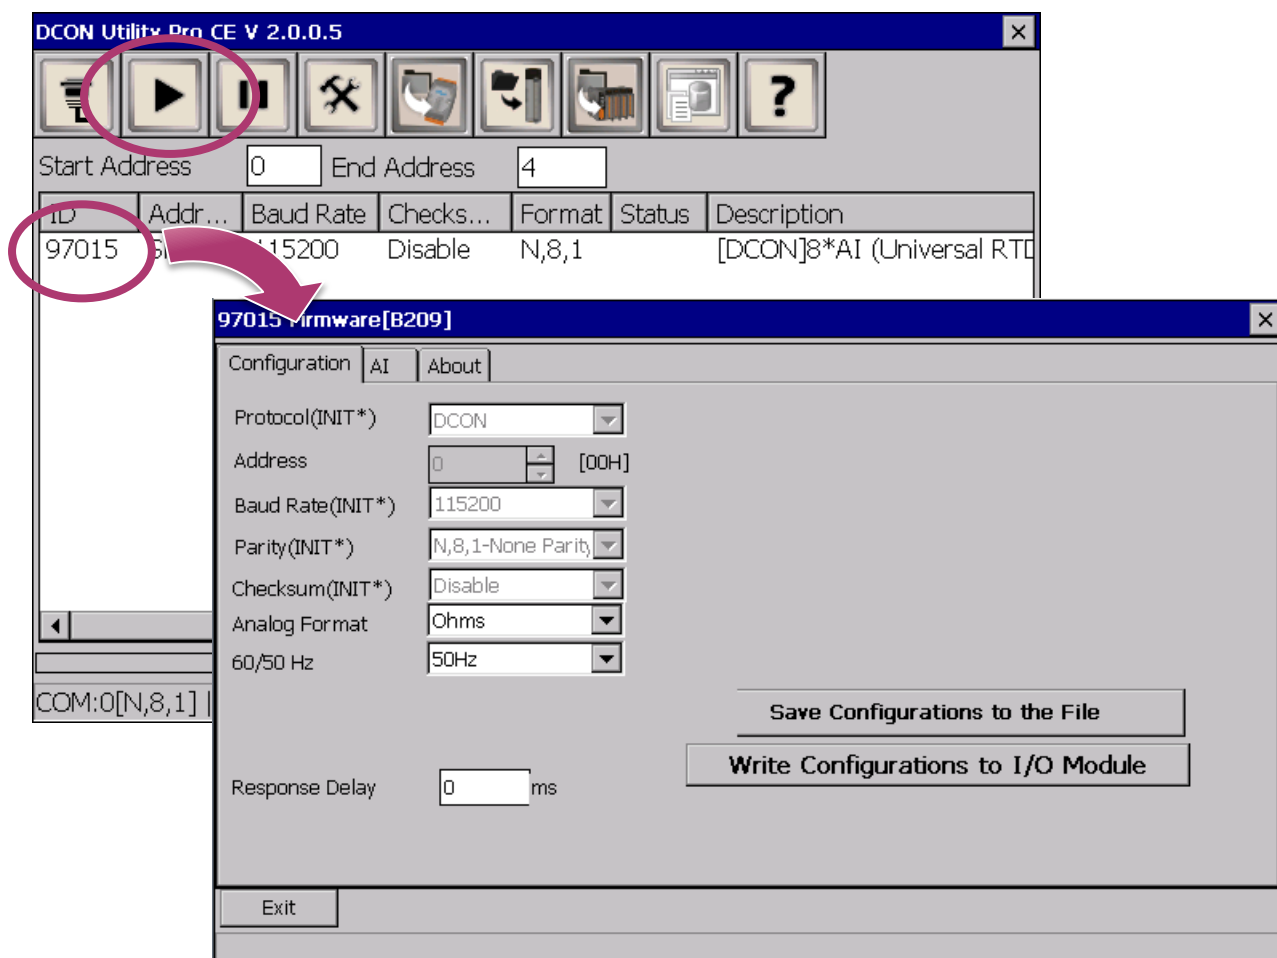 DCON Utility Pro CE V 2.0.0.5
?
Start Address 0 End Address 4
ID Addr... Baud Rate Checks... Format Status Description
97015 115200 Disable N,8,1 [DCON]8*AI (Universal RTD
97015 Firmware[B209]
Configuration AI About
Protocol(INIT*) DCON
Address 0 [00H]
Baud Rate(INIT*) 115200
Parity(INIT*) N,8,1-None Parity
Checksum(INIT*) Disable
Analog Format Ohms
60/50 Hz 50Hz
COM:0[N,8,1] |
Save Configurations to the File
Write Configurations to I/O Module
Response Delay 0 ms
Exit